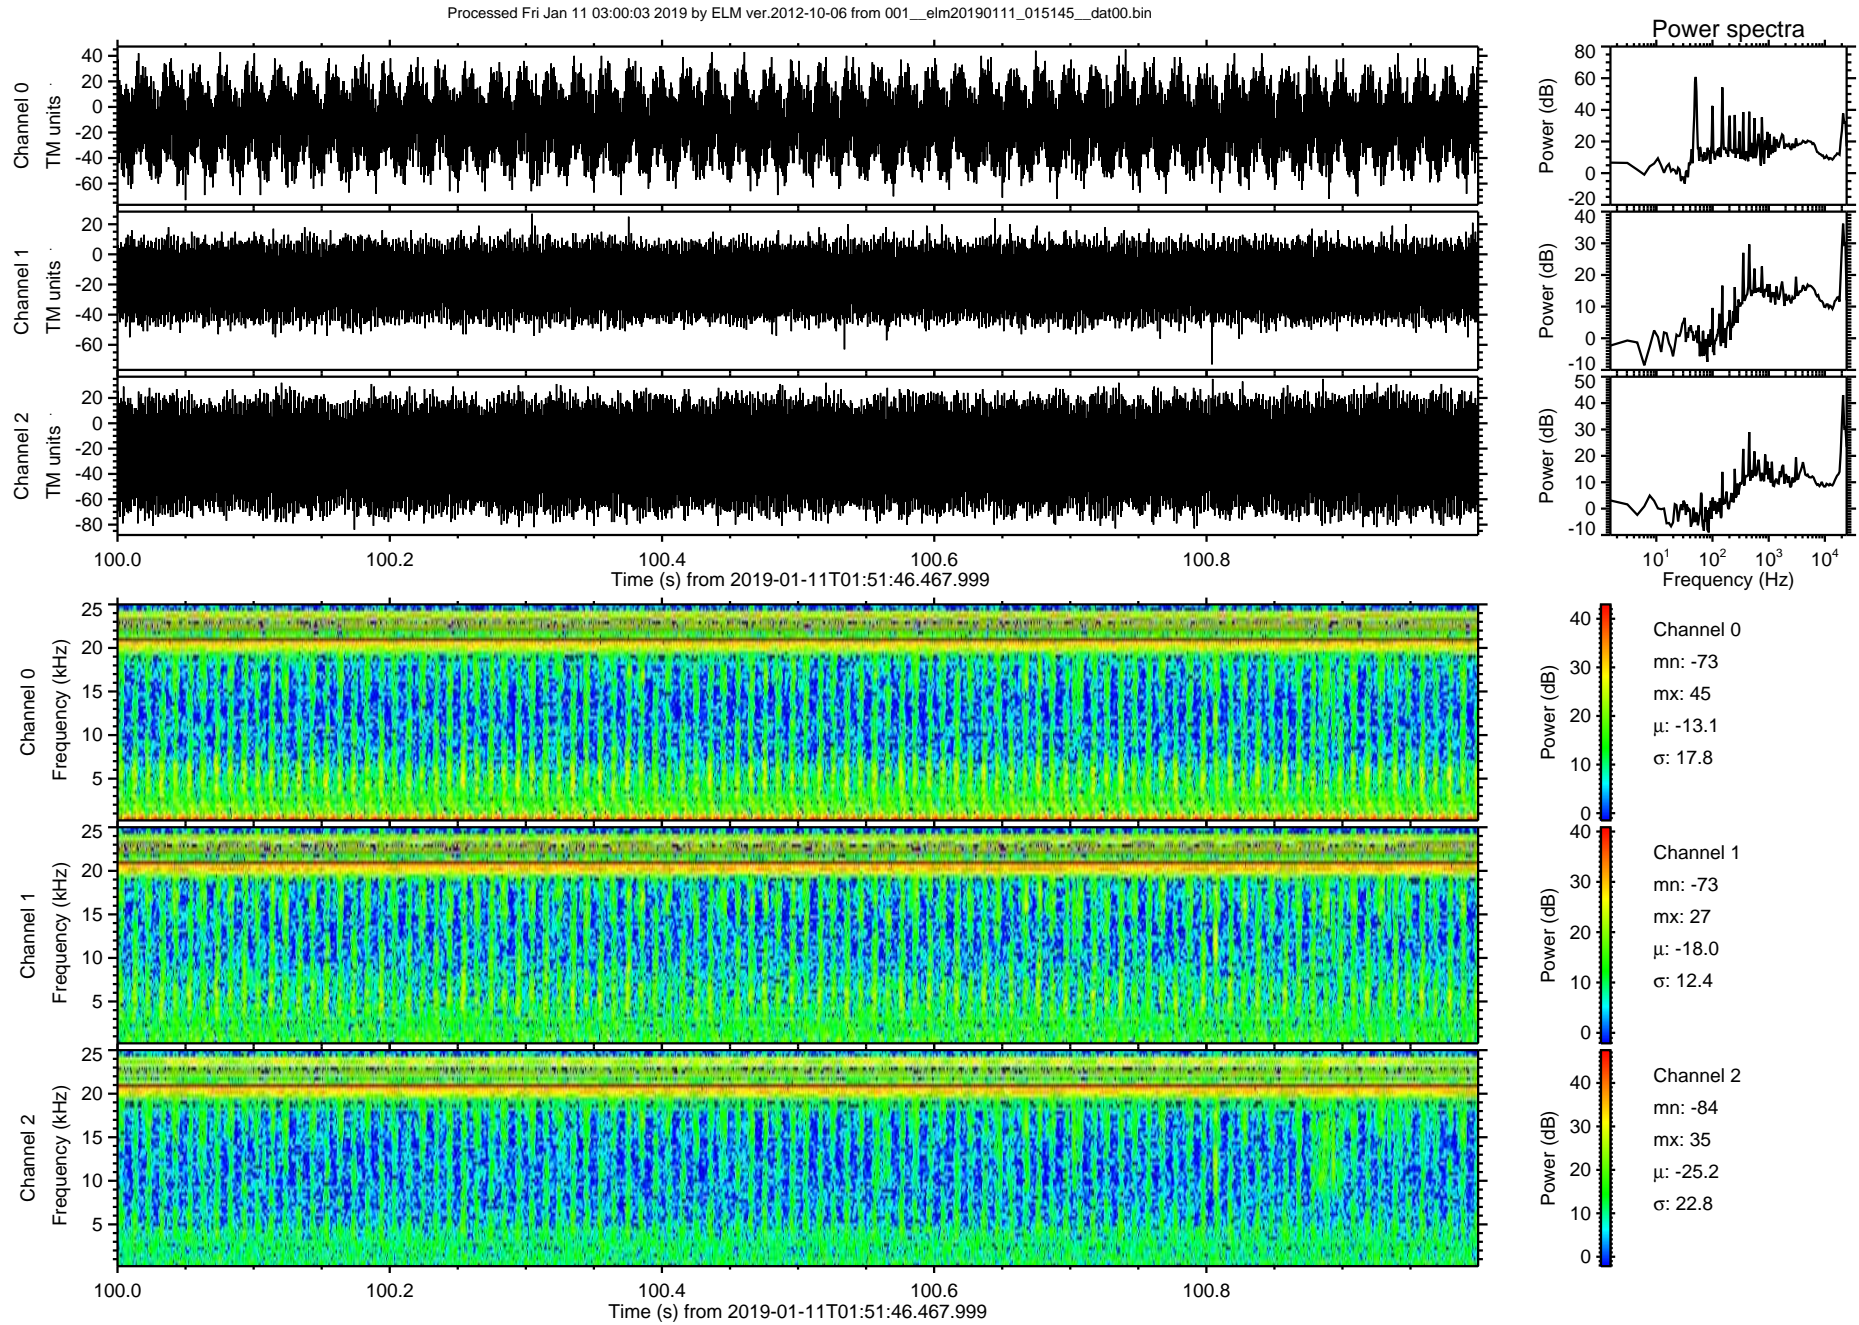 Processed Fri Jan 11 03:00:03 2019 by ELM ver.2012-10-06 from 001__elm20190111_015145__dat00.bin
Power spectra
Channel 0
TM units
40
20
0
-20
-40
-60
Power (dB)
80
60
40
20
0
-20
Channel 1
TM units
20
0
-20
-40
-60
Power (dB)
40
30
20
10
0
-10
Channel 2
TM units
20
0
-20
-40
-60
-80
Power (dB)
50
40
30
20
10
0
-10
100.0 100.2 100.4 100.6 100.8
Time (s) from 2019-01-11T01:51:46.467.999
10¹ 10² 10³ 10⁴
Frequency (Hz)
Channel 0
Frequency (kHz)
25
20
15
10
5
Power (dB)
40
30
20
10
0
Channel 0
mn: -73
mx: 45
µ: -13.1
σ: 17.8
Channel 1
Frequency (kHz)
25
20
15
10
5
Power (dB)
40
30
20
10
0
Channel 1
mn: -73
mx: 27
µ: -18.0
σ: 12.4
Channel 2
Frequency (kHz)
25
20
15
10
5
Power (dB)
40
30
20
10
0
Channel 2
mn: -84
mx: 35
µ: -25.2
σ: 22.8
100.0 100.2 100.4 100.6 100.8
Time (s) from 2019-01-11T01:51:46.467.999